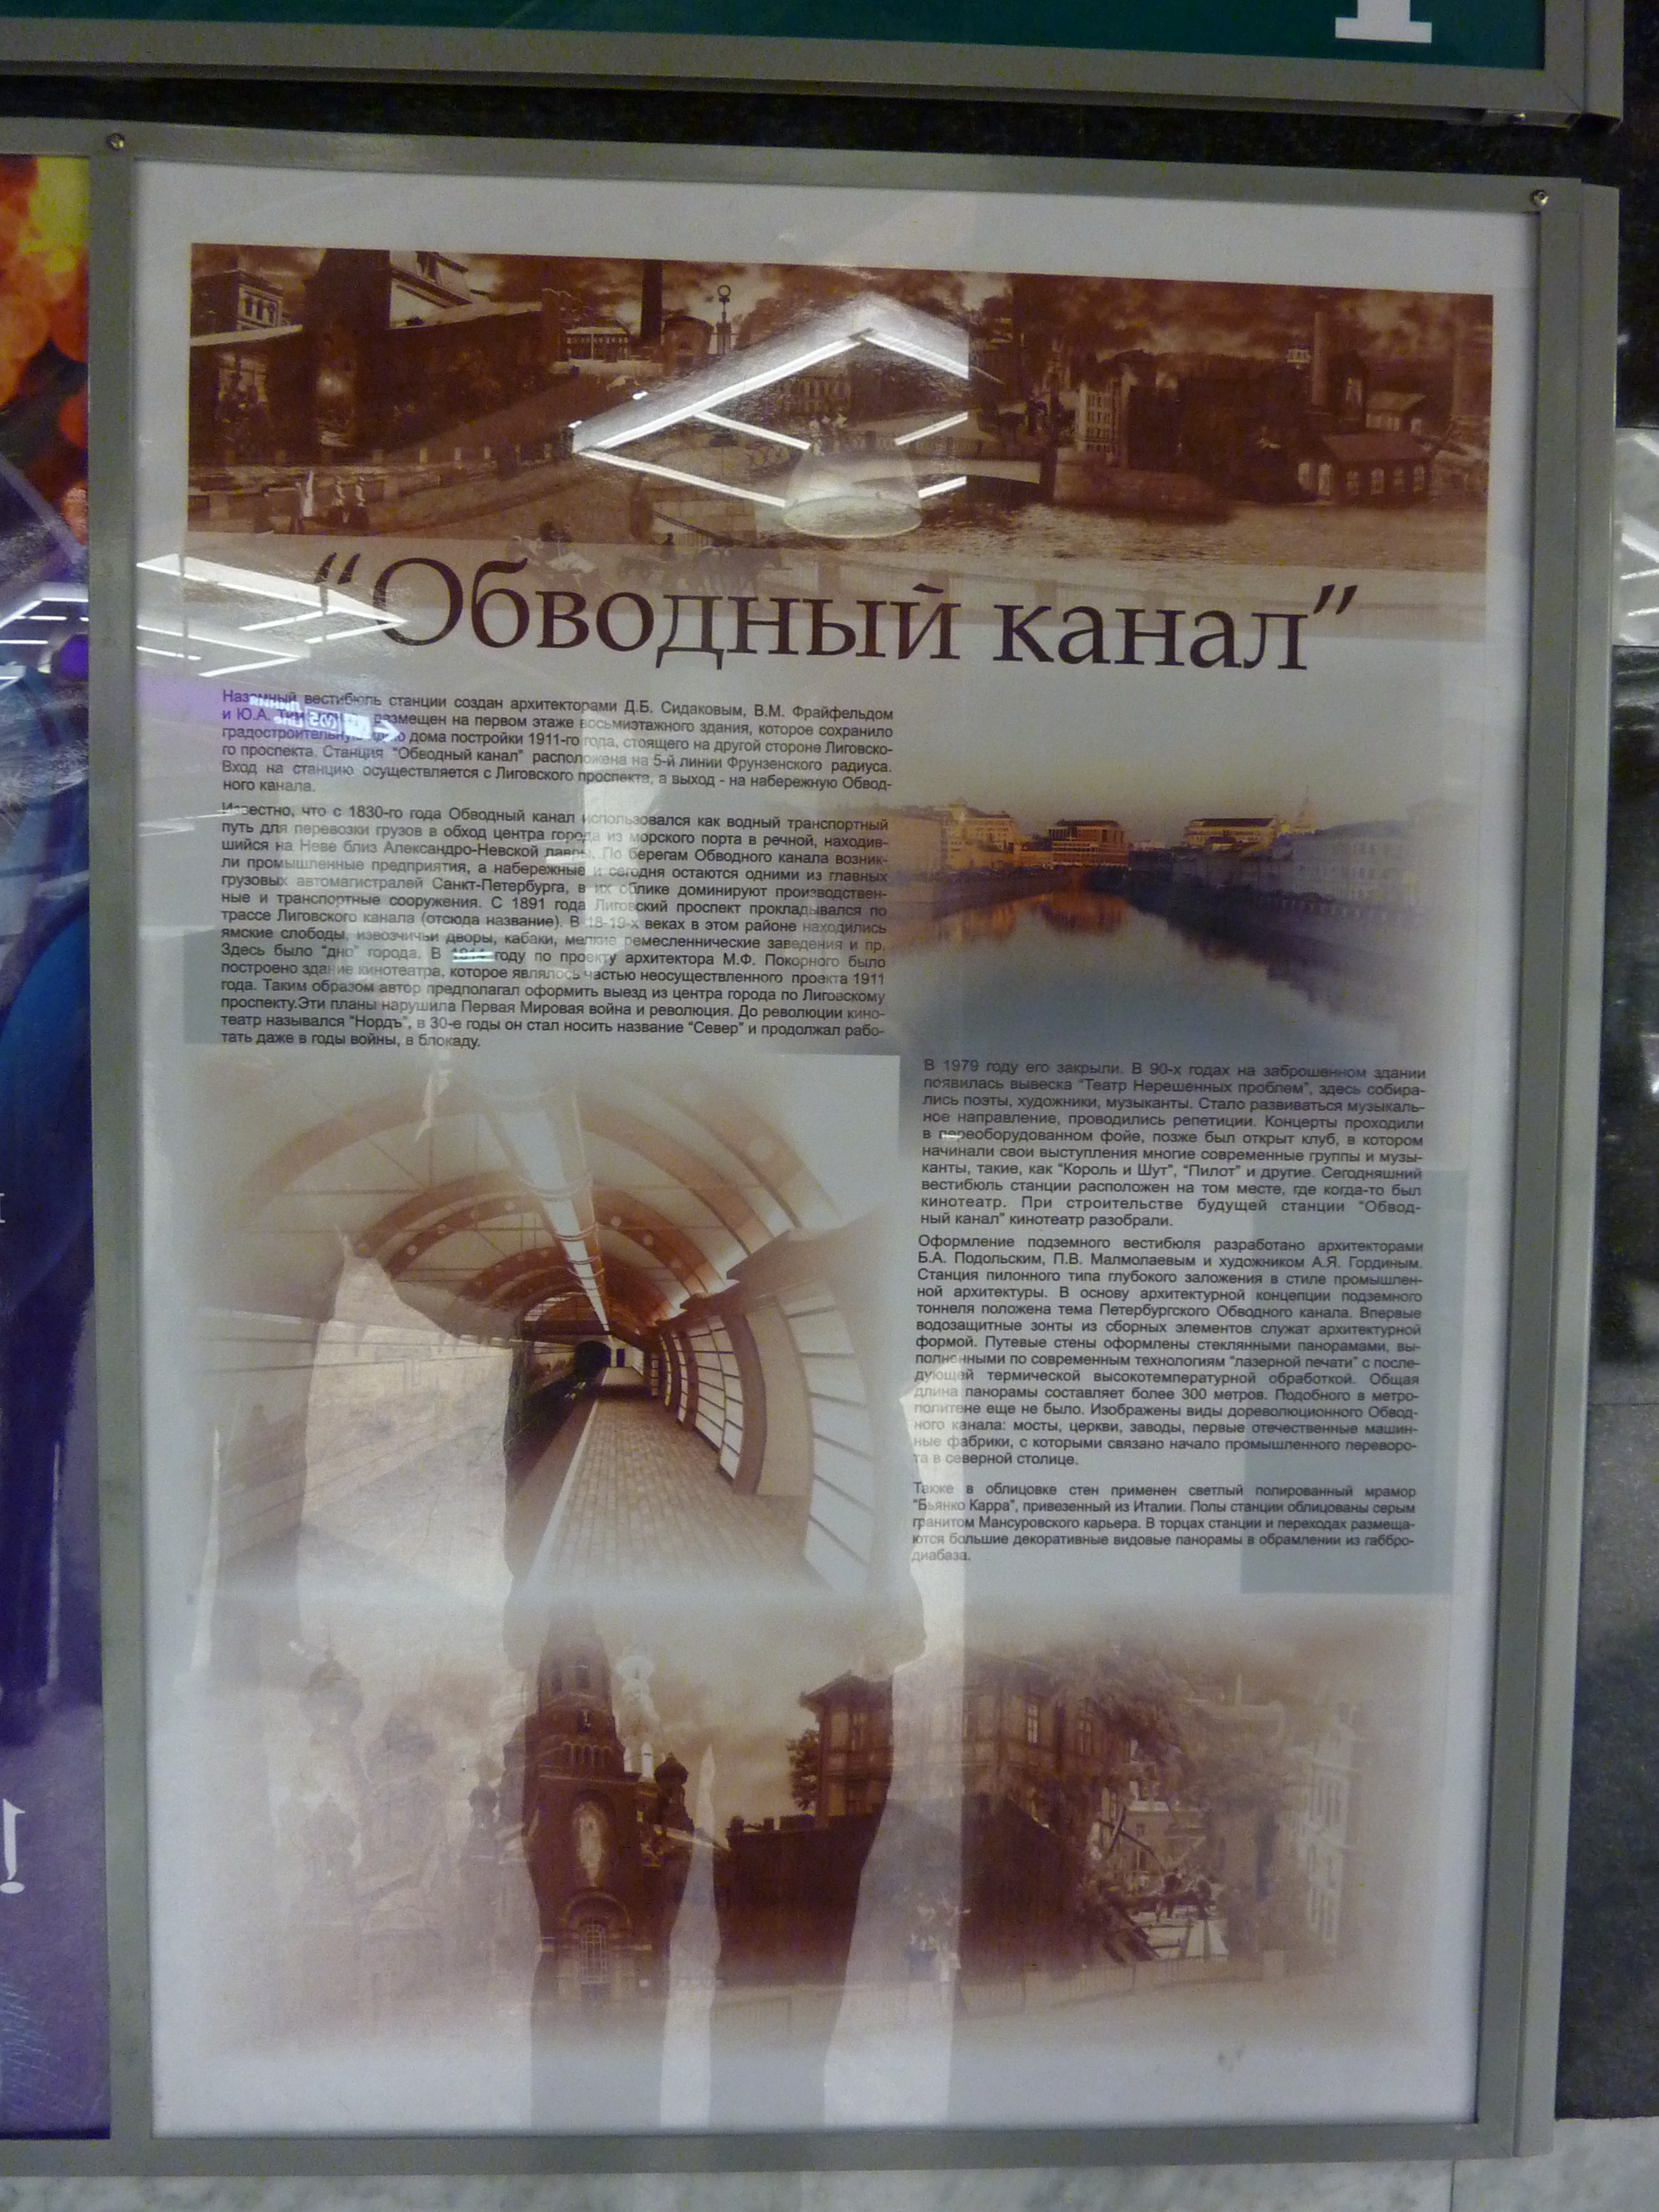 “Обводный канал”
Наземный вестибюль станции создан архитекторами Д.Б. Сидаковым, В.М. Фрайфельдом
и Ю.А. размещен на первом этаже восьмиэтажного здания, которое сохранило
градостроительную дома постройки 1911-го года, стоящего на другой стороне Лиговско-
го проспекта. Станция "Обводный канал" расположена на 5-й линии Фрунзенского радиуса.
Вход на станцию осуществляется с Лиговского проспекта, а выход - на набережную Обвод-
ного канала.
Известно, что с 1830-го года Обводный канал использовался как водный транспортный
путь для перевозки грузов в обход центра города из морского порта в речной, находив-
шийся на Неве близ Александро-Невской лавры. По берегам Обводного канала возник-
ли промышленные предприятия, а набережные и сегодня остаются одними из главных
грузовых автомагистралей Санкт-Петербурга, в их облике доминируют производствен-
ные и транспортные сооружения. С 1891 года Лиговский проспект прокладывался по
трассе Лиговского канала (отсюда название). В 18-19-х веках в этом районе находились
ямские слободы, извозчичьи дворы, кабаки, мелкие ремесленнические заведения и пр.
Здесь было "дно" города. В году по проекту архитектора М.Ф. Покорного было
построено здание кинотеатра, которое являлось частью неосуществленного проекта 1911
года. Таким образом автор предполагал оформить выезд из центра города по Лиговскому
проспекту.Эти планы нарушила Первая Мировая война и революция. До революции кино-
театр назывался "Нордъ", в 30-е годы он стал носить название "Север" и продолжал рабо-
тать даже в годы войны, в блокаду.
В 1979 году его закрыли. В 90-х годах на заброшенном здании
появилась вывеска "Театр Нерешенных проблем", здесь собира-
лись поэты, художники, музыканты. Стало развиваться музыкаль-
ное направление, проводились репетиции. Концерты проходили
в переоборудованном фойе, позже был открыт клуб, в котором
начинали свои выступления многие современные группы и музы-
канты, такие, как "Король и Шут", "Пилот" и другие. Сегодняшний
вестибюль станции расположен на том месте, где когда-то был
кинотеатр. При строительстве будущей станции "Обвод-
ный канал" кинотеатр разобрали.
Оформление подземного вестибюля разработано архитекторами
Б.А. Подольским, П.В. Малмолаевым и художником А.Я. Гординым.
Станция пилонного типа глубокого заложения в стиле промышлен-
ной архитектуры. В основу архитектурной концепции подземного
тоннеля положена тема Петербургского Обводного канала. Впервые
водозащитные зонты из сборных элементов служат архитектурной
формой. Путевые стены оформлены стеклянными панорамами, вы-
полненными по современным технологиям "лазерной печати" с после-
дующей термической высокотемпературной обработкой. Общая
длина панорамы составляет более 300 метров. Подобного в метро-
политене еще не было. Изображены виды дореволюционного Обвод-
ного канала: мосты, церкви, заводы, первые отечественные машин-
ные фабрики, с которыми связано начало промышленного переворо-
та в северной столице.
Также в облицовке стен применен светлый полированный мрамор
"Бьянко Карра", привезенный из Италии. Полы станции облицованы серым
гранитом Мансуровского карьера. В торцах станции и переходах размеща-
ются большие декоративные видовые панорамы в обрамлении из габбро-
диабаза.